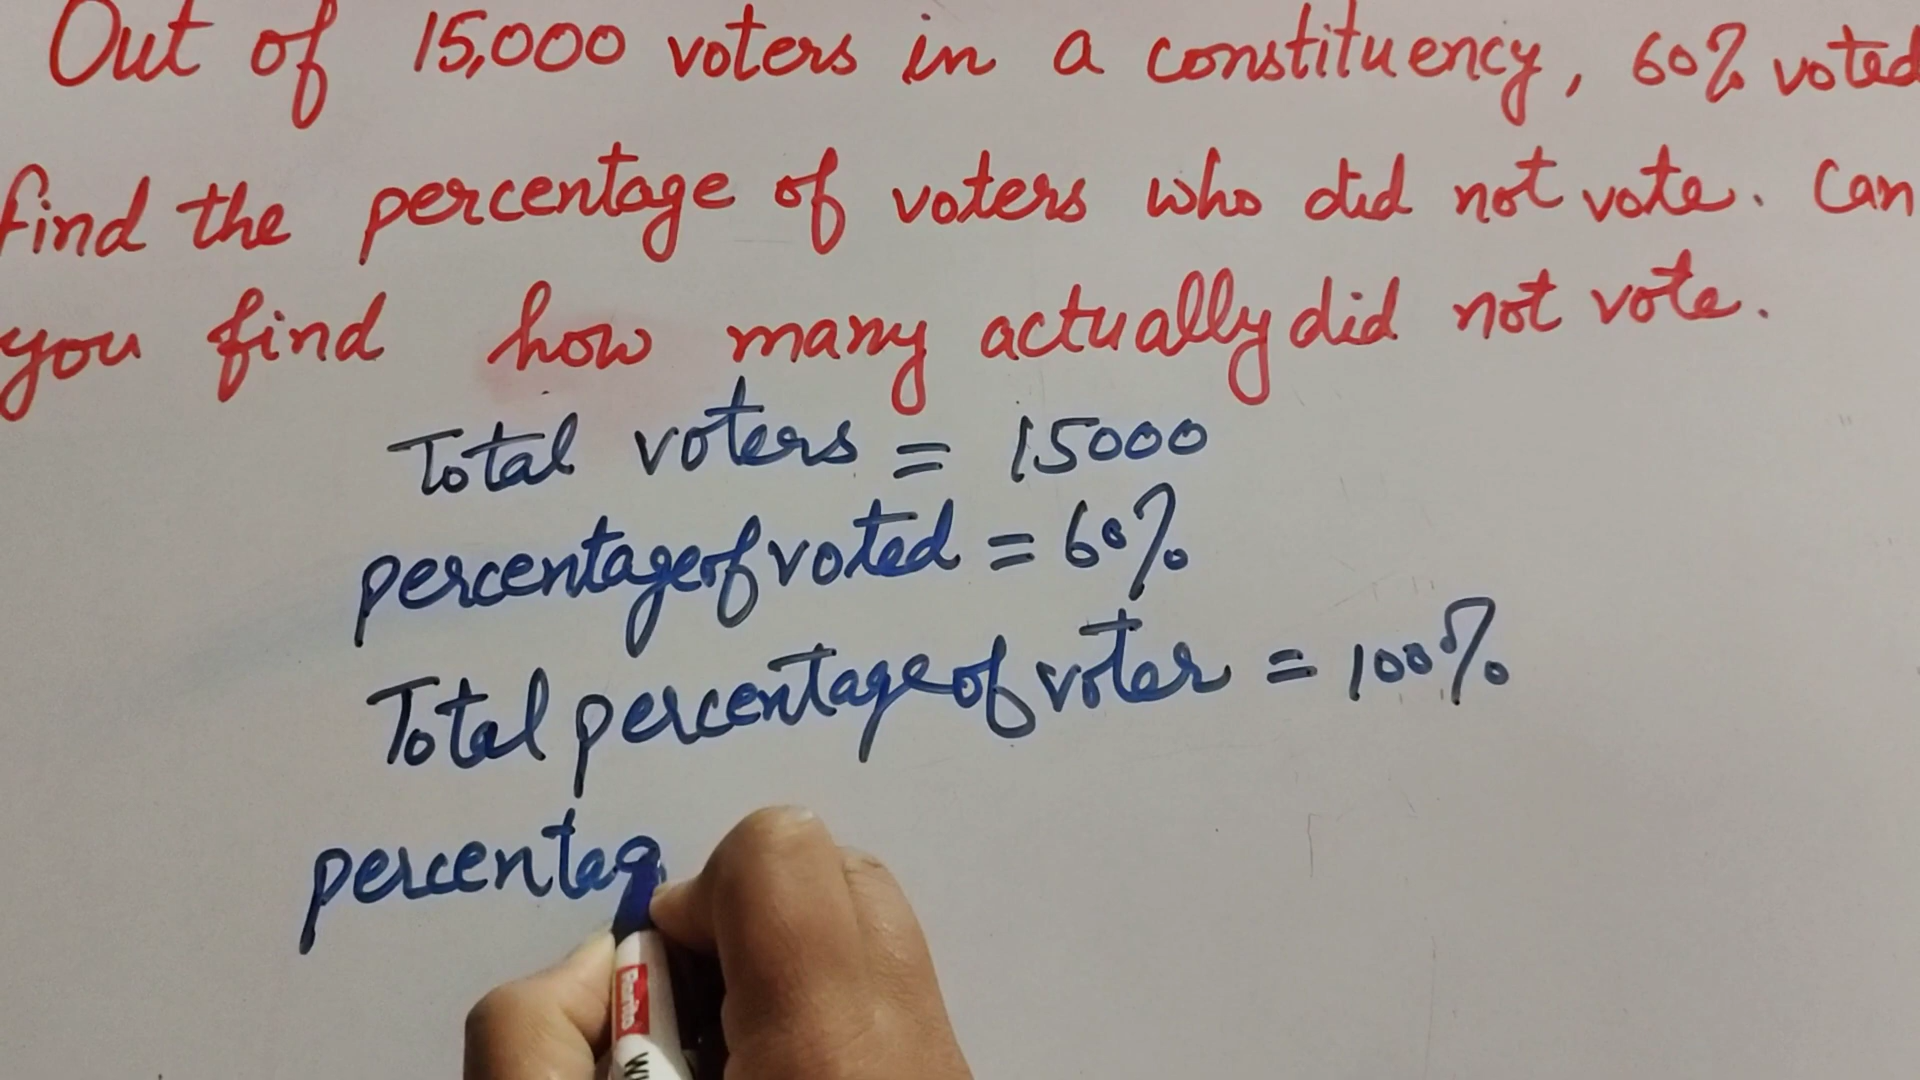 Out of 15,000 voters in a constituency, 60% voted
find the percentage of voters who did not vote. Can
you find how many actually did not vote.
Total voters = 15000
percentage of voted = 60%
Total percentage of voter = 100%
percentag